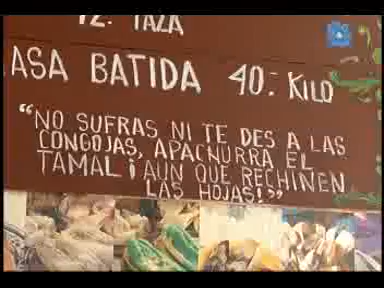 12.- TAZA
ASA BATIDA 40.- KILO
"NO SUFRAS NI TE DES A LAS
CONGOJAS, APACHURRA EL
TAMAL ¡AUN QUE RECHINEN
LAS HOJAS!"